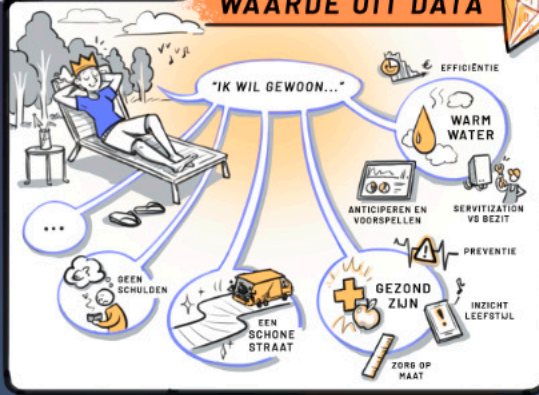 WAARDE UIT DATA
"IK WIL GEWOON..."
EFFICIËNTIE
WARM
WATER
ANTICIPEREN EN
VOORSPELLEN
SERVITIZATION
VS BEZIT
...
GEEN
SCHULDEN
EEN
SCHONE
STRAAT
PREVENTIE
GEZOND
ZIJN
INZICHT
LEEFSTIJL
ZORG OP
MAAT